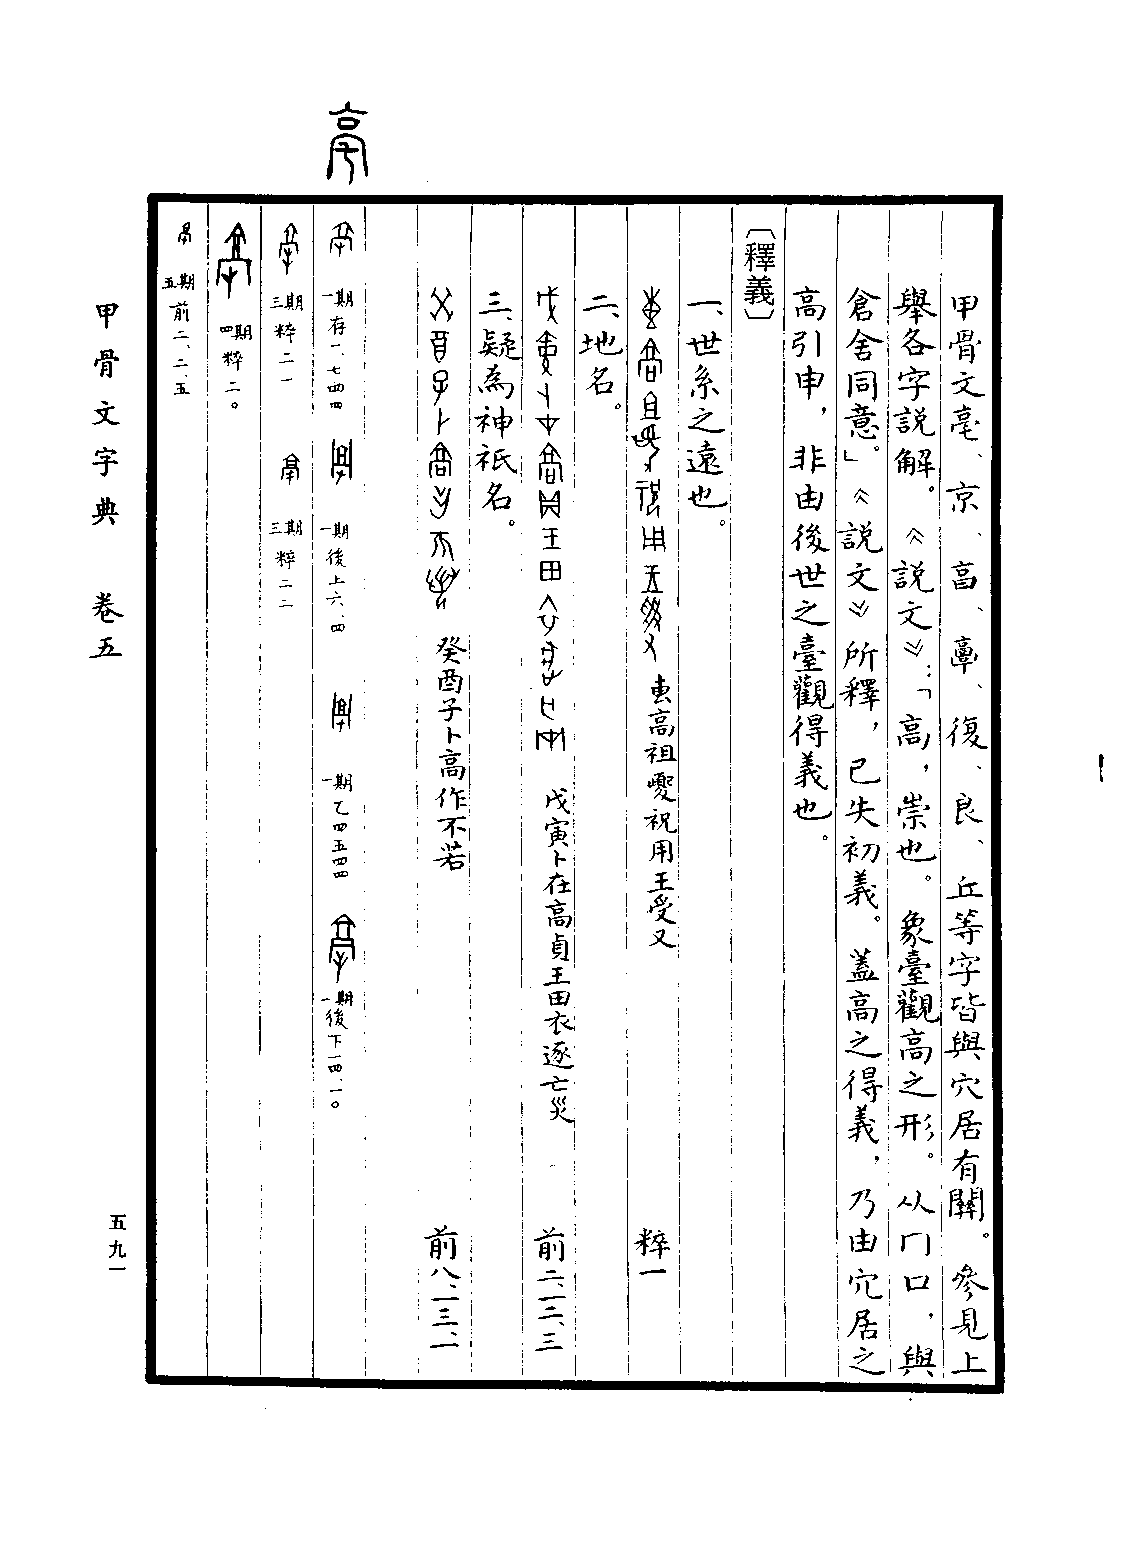 甲骨文亳、京、㐭、𩫖、復、良、丘等字皆與穴居有關。參見上
舉各字說解。《說文》：「高，崇也。象臺觀高之形。从冂口，與
倉舍同意。」《說文》所釋，已失初義。蓋高之得義，乃由穴居之
高引申，非由後世之臺觀得義也。
〔釋義〕
一、世系之遠也。
叀高祖夒祝用王受又 粹一
二、地名。
戊寅卜在高貞王田衣逐亡災 前二、一二、三
三、疑為神祇名。
癸酉子卜高作不若 前八、一三、一
一期存一、七四四 一期後上六、四 一期乙四五四四 一期後下一四、一〇
三期粹二一 三期粹二二
四期粹二〇
五期前二、二、五
甲骨文字典 卷五
五九一